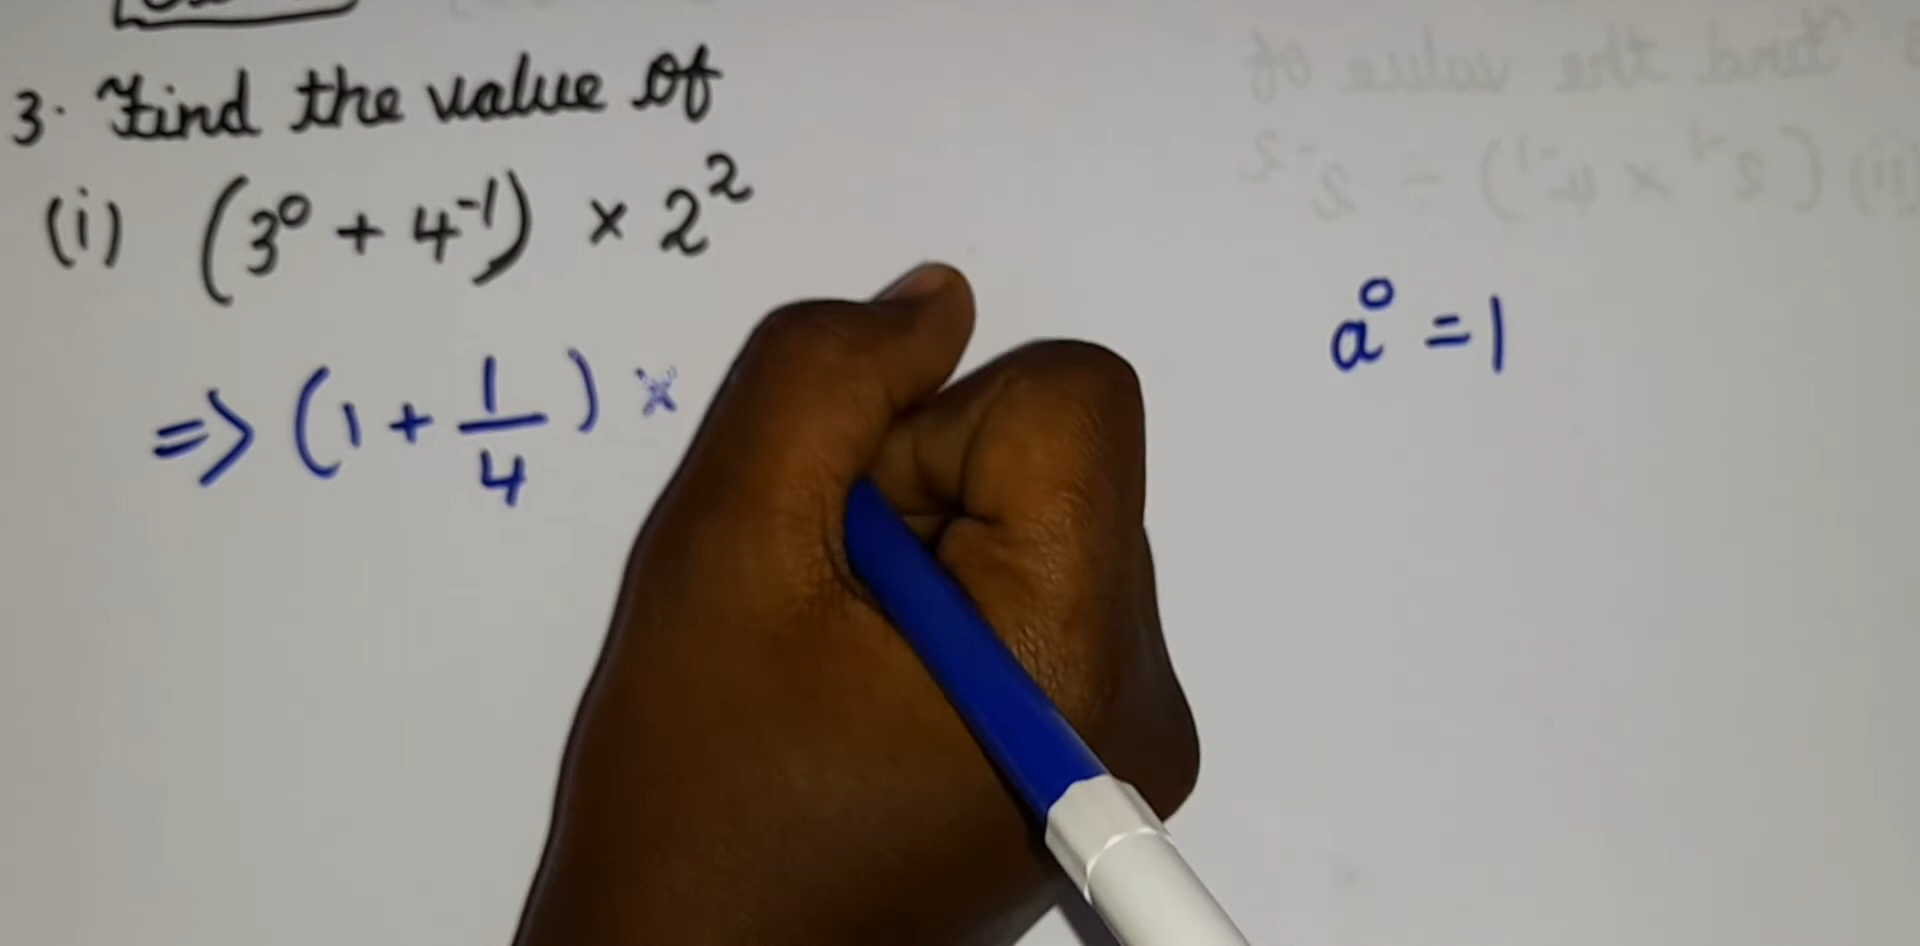 3. Find the value of
(i) (3⁰ + 4⁻¹) × 2²
=> (1 + 1/4) ×
a⁰ = 1